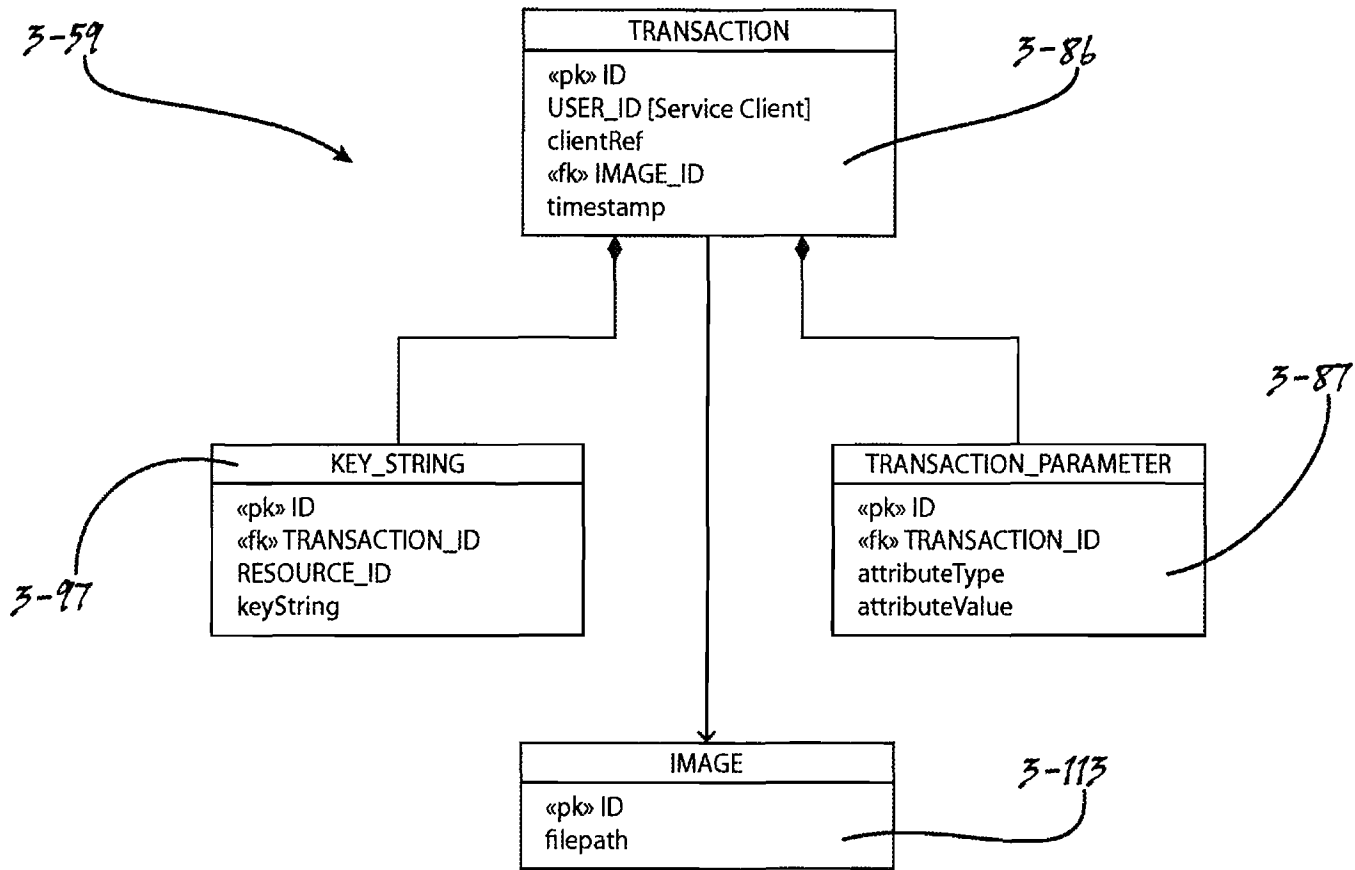 3-59
TRANSACTION
3-86
«pk» ID
USER_ID [Service Client]
clientRef
«fk» IMAGE_ID
timestamp
3-87
KEY_STRING
«pk» ID
«fk» TRANSACTION_ID
RESOURCE_ID
keyString
3-97
TRANSACTION_PARAMETER
«pk» ID
«fk» TRANSACTION_ID
attributeType
attributeValue
IMAGE
3-113
«pk» ID
filepath